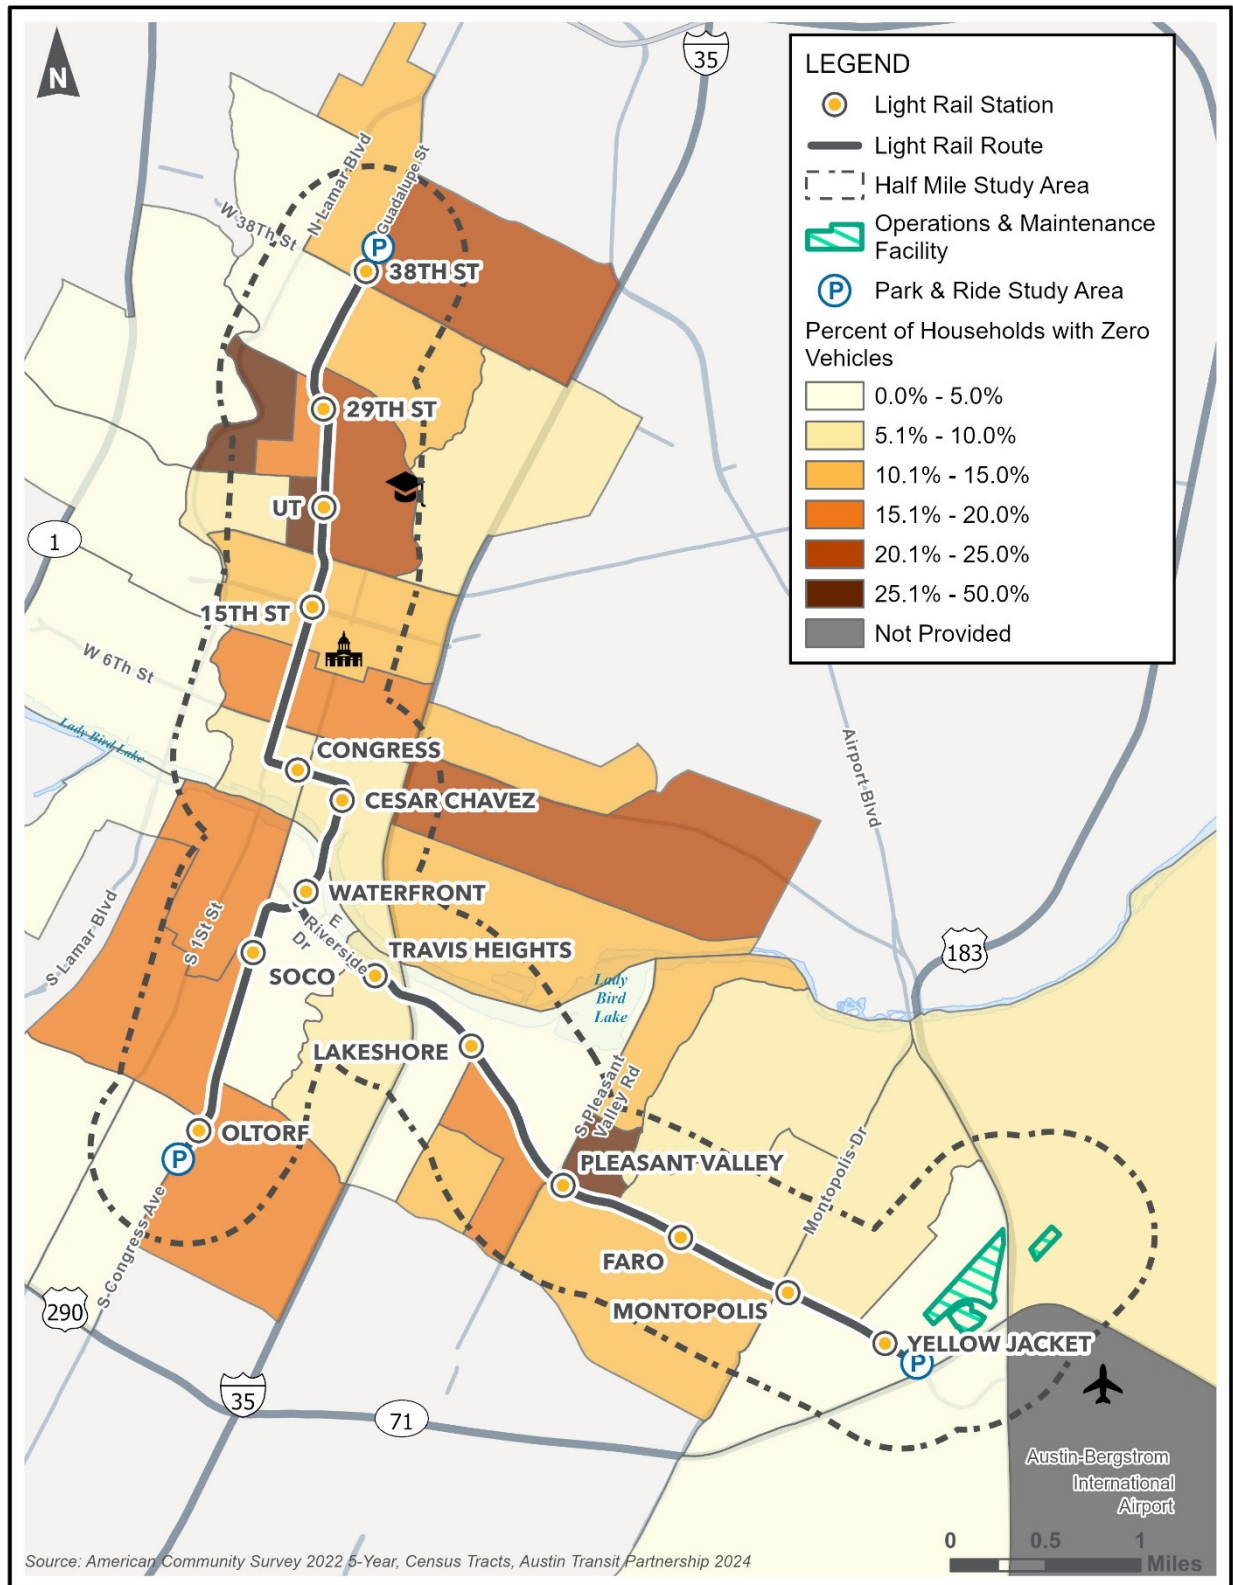 N
35
LEGEND
Light Rail Station
Light Rail Route
Half Mile Study Area
Operations & Maintenance
Facility
P
Park & Ride Study Area
Percent of Households with Zero
Vehicles
0.0% - 5.0%
5.1% - 10.0%
10.1% - 15.0%
15.1% - 20.0%
20.1% - 25.0%
25.1% - 50.0%
Not Provided
N Lamar Blvd
Guadalupe St
W 38Th St
P
38TH ST
29TH ST
UT
1
15TH ST
W 6Th St
Lady Bird Lake
CONGRESS
CESAR CHAVEZ
Airport Blvd
WATERFRONT
S Lamar Blvd
S 1St St
E
Riverside
Dr
TRAVIS HEIGHTS
183
SOCO
Lady
Bird
Lake
LAKESHORE
S Pleasant
Valley Rd
OLTORF
P
PLEASANT VALLEY
Montopolis Dr
S Congress Ave
FARO
290
MONTOPOLIS
YELLOW JACKET
P
35
71
Austin-Bergstrom
International
Airport
0 0.5 1
Miles
Source: American Community Survey 2022 5-Year, Census Tracts, Austin Transit Partnership 2024